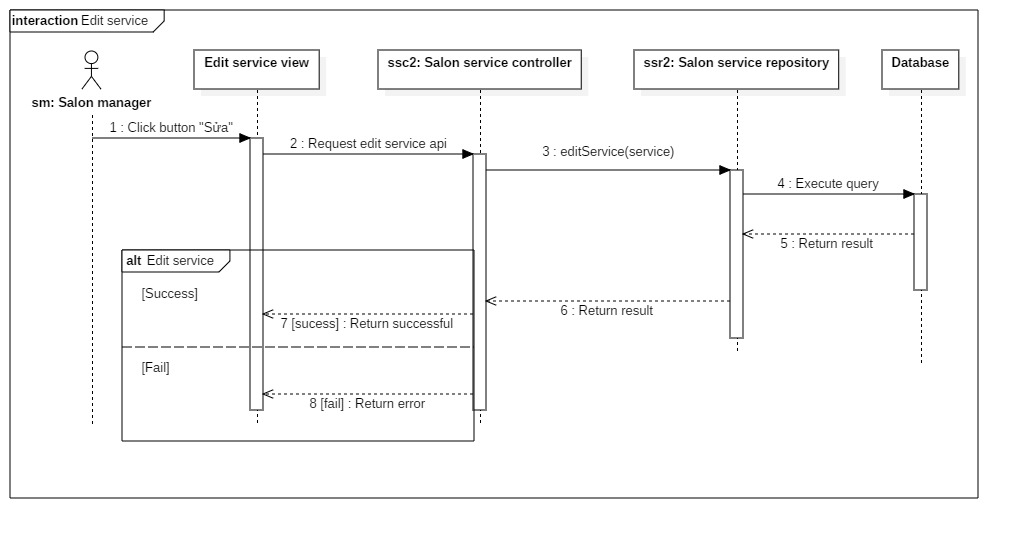 interaction Edit service
sm: Salon manager
Edit service view
ssc2: Salon service controller
ssr2: Salon service repository
Database
1 : Click button "Sửa"
2 : Request edit service api
3 : editService(service)
4 : Execute query
5 : Return result
alt Edit service
[Success]
6 : Return result
7 [sucess] : Return successful
[Fail]
8 [fail] : Return error